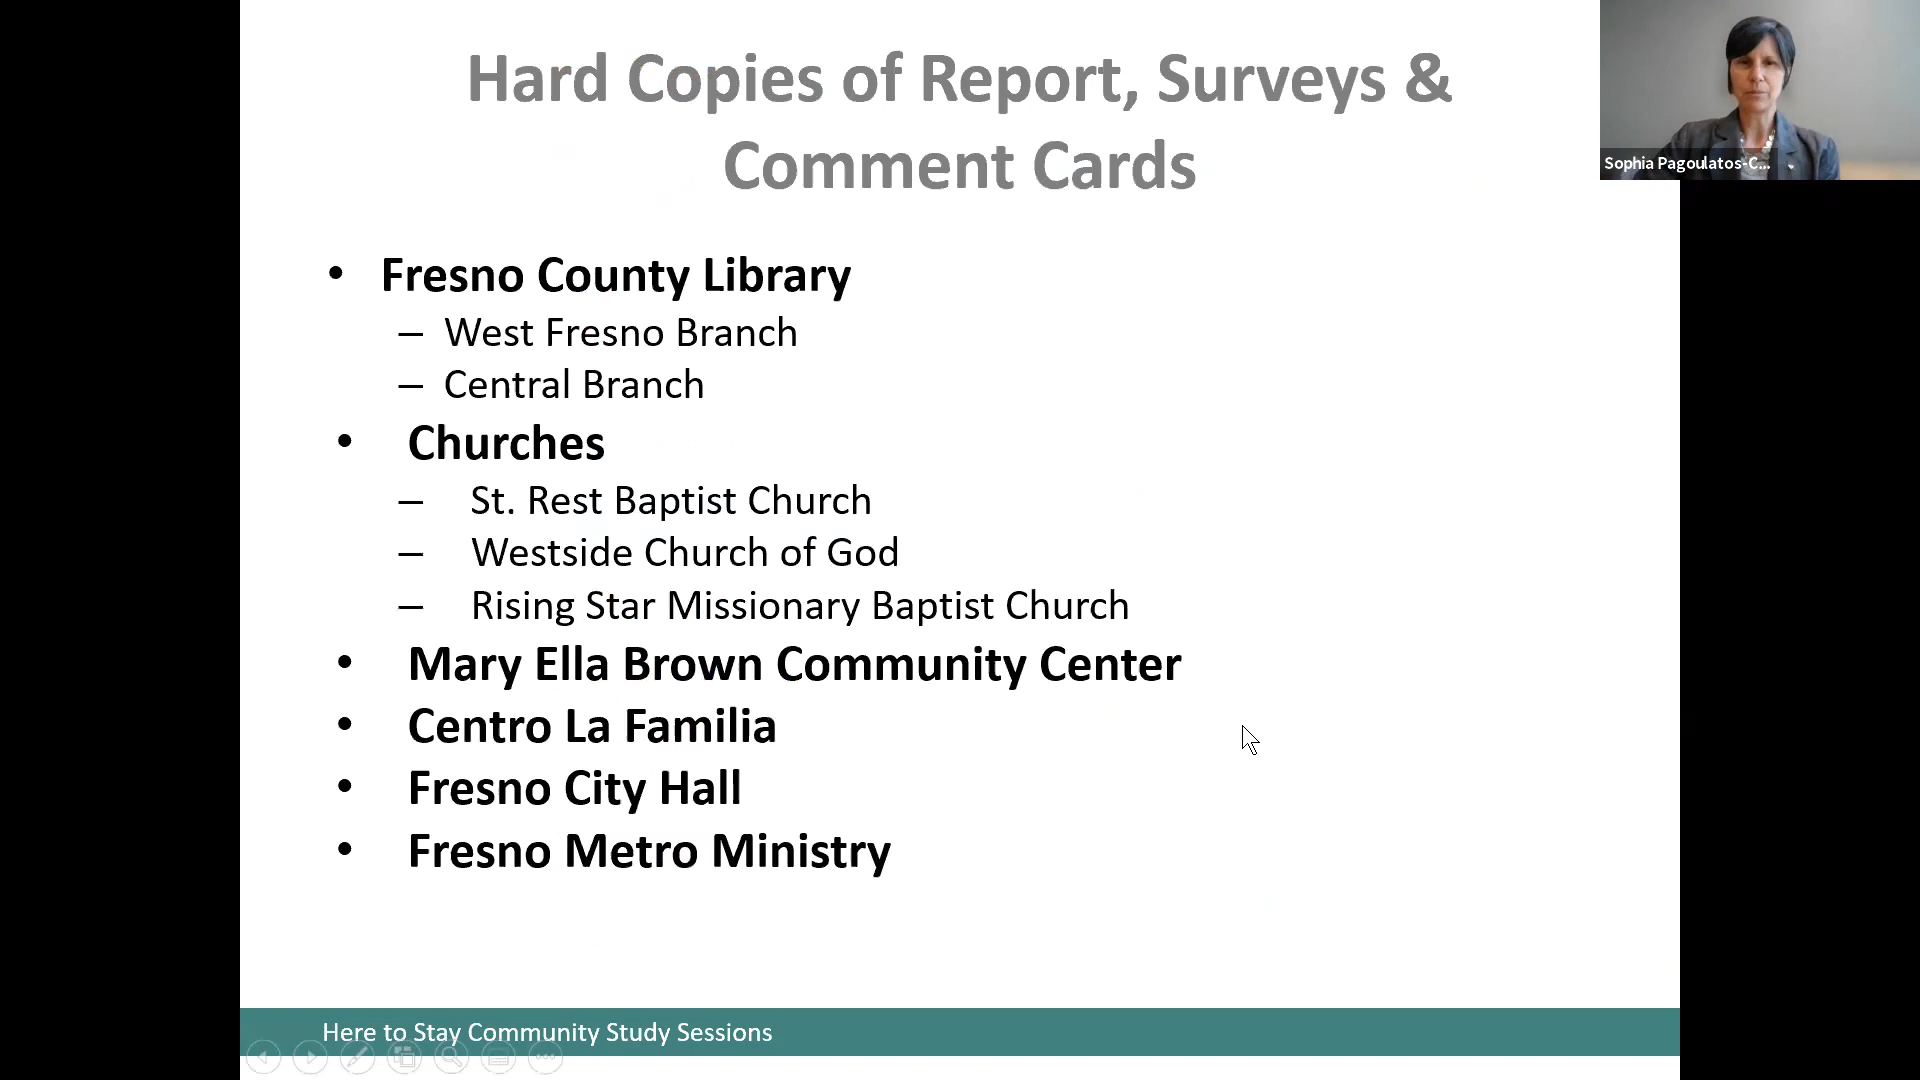 Hard Copies of Report, Surveys &
Comment Cards
Sophia Pagoulatos-C...
• Fresno County Library
– West Fresno Branch
– Central Branch
• Churches
– St. Rest Baptist Church
– Westside Church of God
– Rising Star Missionary Baptist Church
• Mary Ella Brown Community Center
• Centro La Familia
• Fresno City Hall
• Fresno Metro Ministry
Here to Stay Community Study Sessions